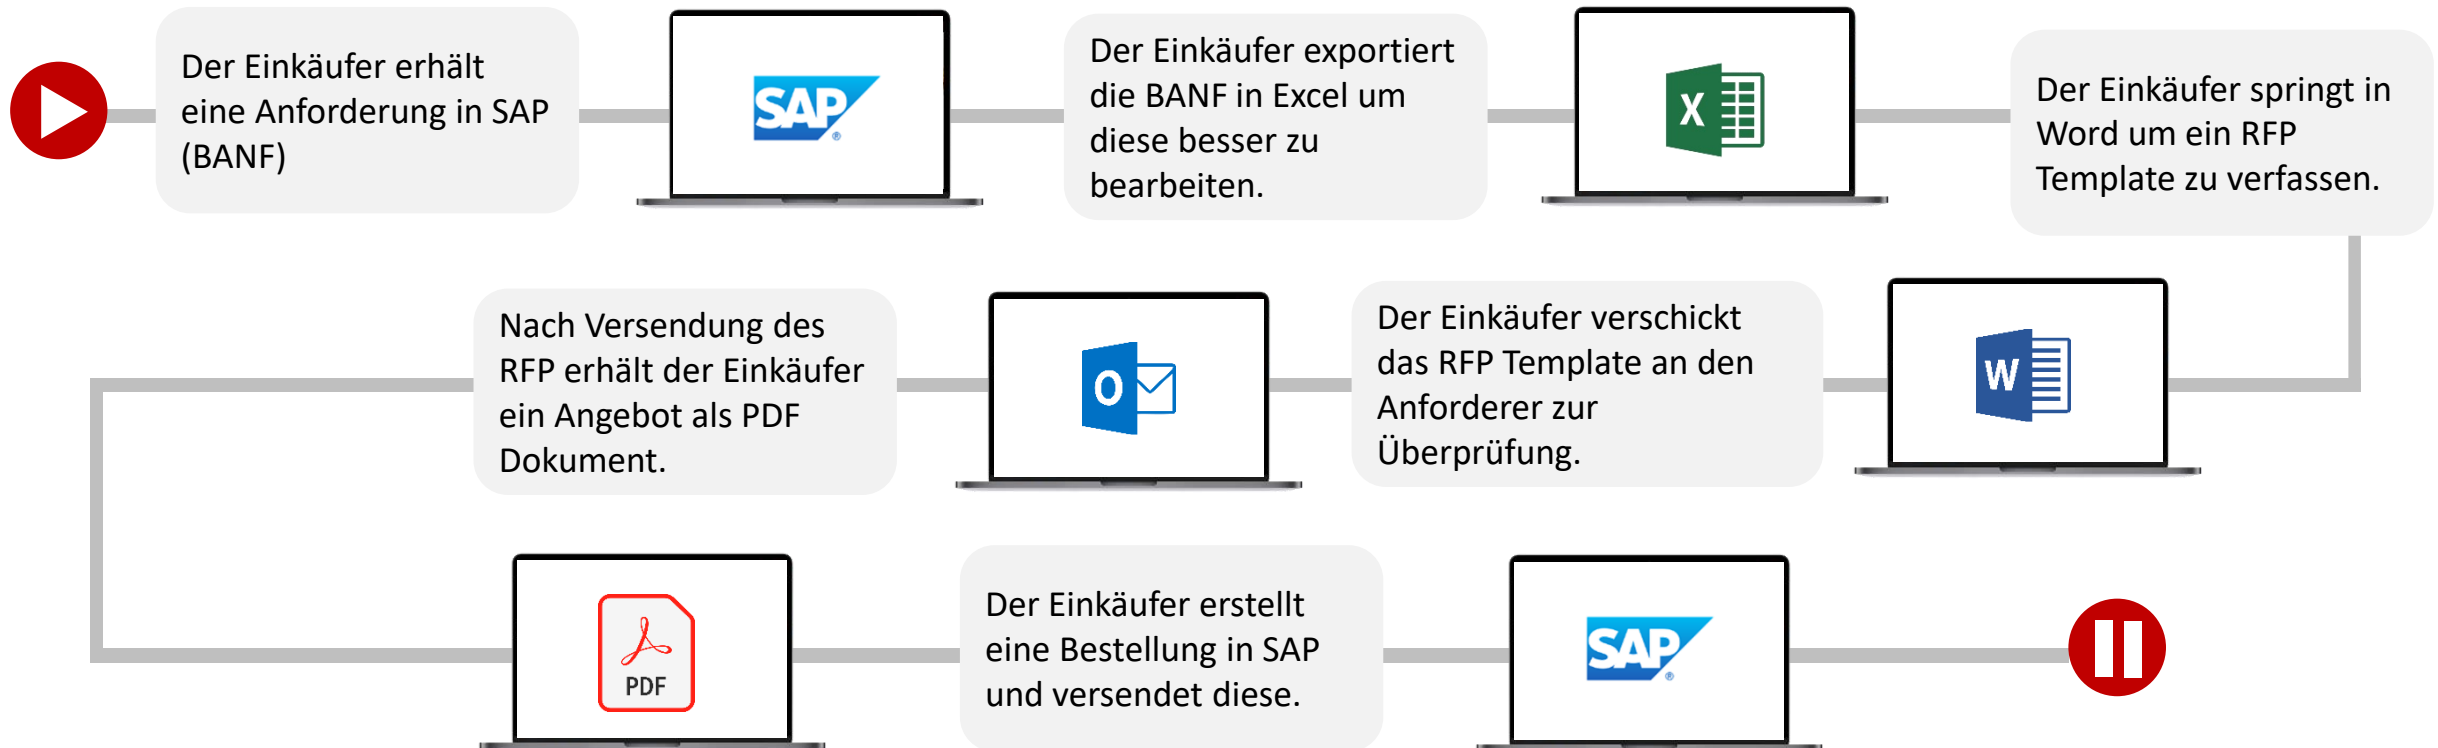 Der Einkäufer erhält
eine Anforderung in SAP
(BANF)
SAP
®
Der Einkäufer exportiert
die BANF in Excel um
diese besser zu
bearbeiten.
X
Der Einkäufer springt in
Word um ein RFP
Template zu verfassen.
W
Der Einkäufer verschickt
das RFP Template an den
Anforderer zur
Überprüfung.
O
Nach Versendung des
RFP erhält der Einkäufer
ein Angebot als PDF
Dokument.
PDF
Der Einkäufer erstellt
eine Bestellung in SAP
und versendet diese.
SAP
®